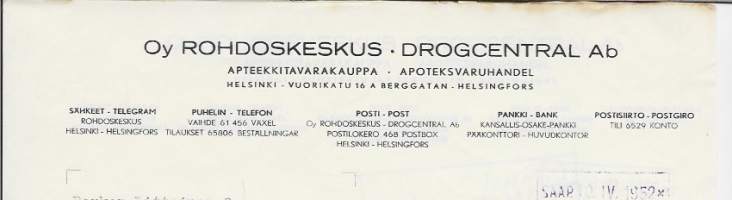 Oy ROHDOSKESKUS · DROGCENTRAL Ab
APTEEKKITAVARAKAUPPA · APOTEKSVARUHANDEL
HELSINKI - VUORIKATU 16 A BERGGATAN - HELSINGFORS
SÄHKEET - TELEGRAM
ROHDOSKESKUS
HELSINKI - HELSINGFORS
PUHELIN - TELEFON
VAIHDE 61 456 VÄXEL
TILAUKSET 65806 BESTÄLLNINGAR
POSTI - POST
Oy ROHDOSKESKUS - DROGCENTRAL Ab
POSTILOKERO 468 POSTBOX
HELSINKI - HELSINGFORS
PANKKI - BANK
KANSALLIS-OSAKE-PANKKI
PÄÄKONTTORI - HUVUDKONTOR
POSTISIIRTO - POSTGIRO
TILI 6529 KONTO
SAAP. IV. 1952